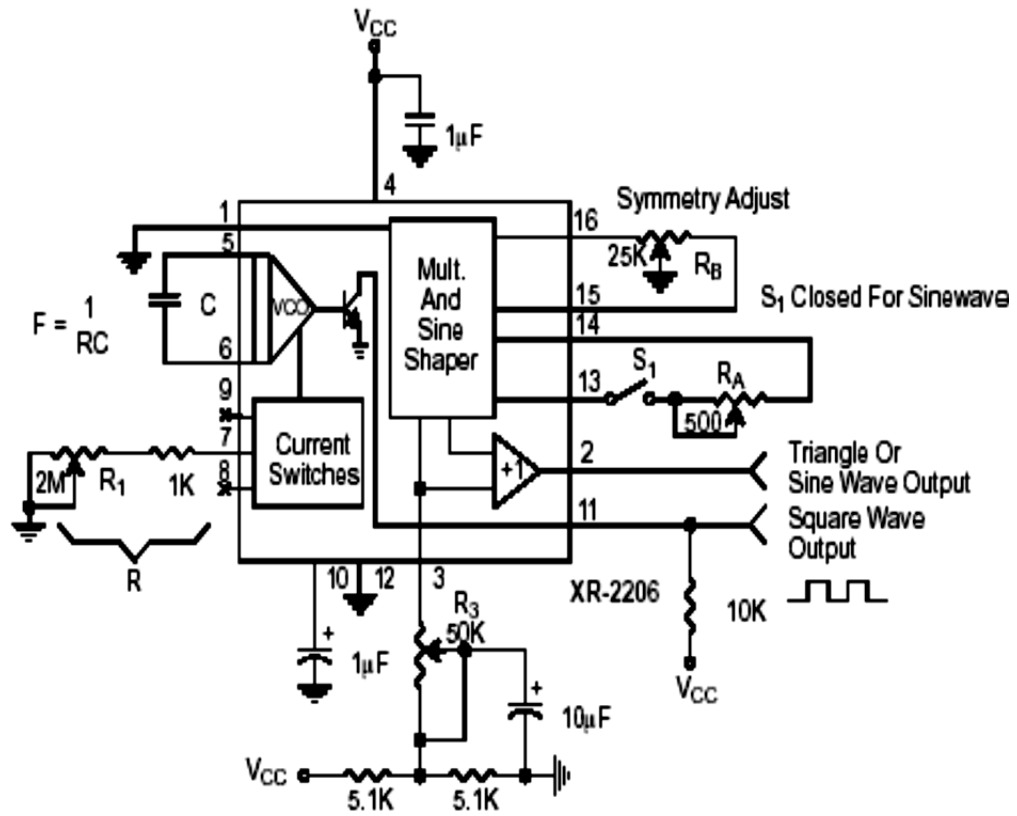 VCC
1µF
4
1
16
Symmetry Adjust
5
25K
RB
Mult.
And
Sine
Shaper
VCO
C
15
S1 Closed For Sinewave
F = 1
RC
14
6
S1
RA
13
500
9
Current
Switches
7
2M
R1
1K
8
+1
2
Triangle Or
Sine Wave Output
11
Square Wave
Output
R
10
12
3
XR-2206
R3
50K
10K
+
1µF
+
10µF
VCC
VCC
5.1K
5.1K